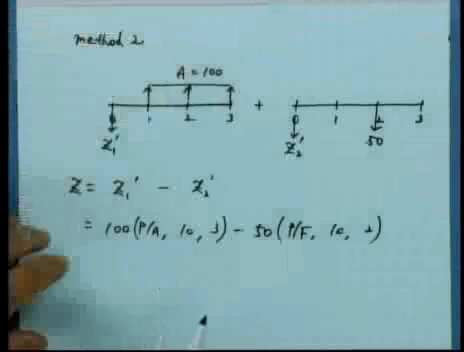 method 2
A = 100
0 1 2 3 + 0 1 2 3
Z₁' Z₂' 50
Z = Z₁' - Z₂'
= 100 (P/A, 10, 3) - 50 (P/F, 10, 2)